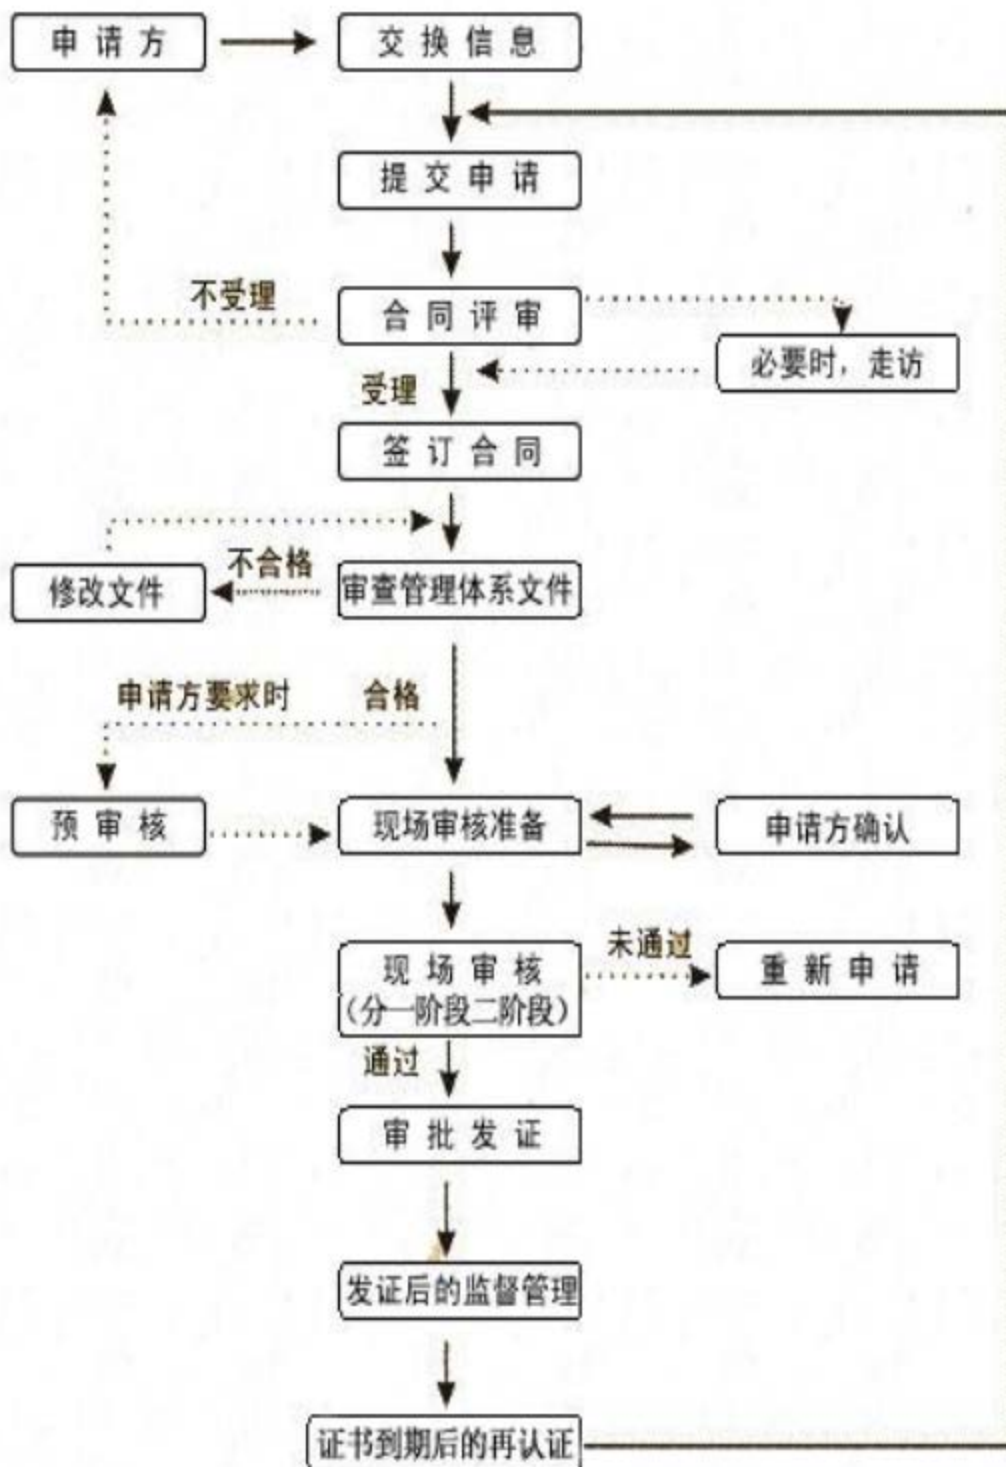 申请方
交换信息
提交申请
不受理
合同评审
必要时，走访
受理
签订合同
不合格
修改文件
审查管理体系文件
申请方要求时
合格
预审核
现场审核准备
申请方确认
现场审核
（分一阶段二阶段）
未通过
重新申请
通过
审批发证
发证后的监督管理
证书到期后的再认证